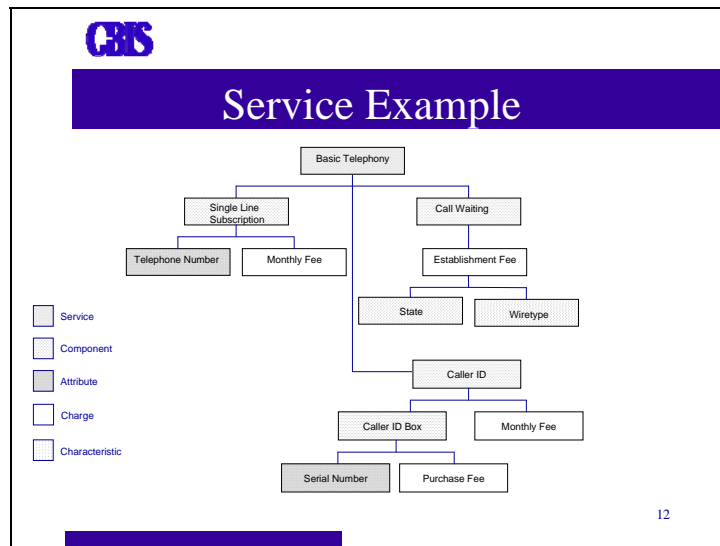 CBIS
Service Example
Basic Telephony
Single Line
Subscription
Call Waiting
Telephone Number
Monthly Fee
Establishment Fee
State
Wiretype
Service
Component
Attribute
Charge
Characteristic
Caller ID
Caller ID Box
Monthly Fee
Serial Number
Purchase Fee
12